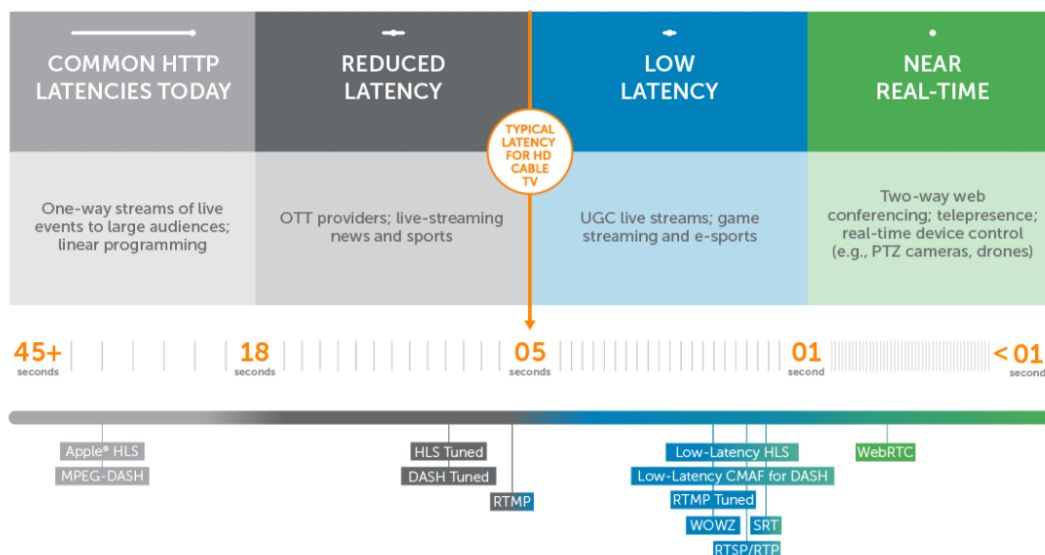 COMMON HTTP
LATENCIES TODAY
REDUCED
LATENCY
LOW
LATENCY
NEAR
REAL-TIME
TYPICAL
LATENCY
FOR HD
CABLE
TV
One-way streams of live
events to large audiences;
linear programming
OTT providers; live-streaming
news and sports
UGC live streams; game
streaming and e-sports
Two-way web
conferencing; telepresence;
real-time device control
(e.g., PTZ cameras, drones)
45+
seconds
18
seconds
05
seconds
01
second
< 01
second
Apple® HLS
MPEG-DASH
HLS Tuned
DASH Tuned
RTMP
Low-Latency HLS
Low-Latency CMAF for DASH
RTMP Tuned
WOWZ
SRT
RTSP/RTP
WebRTC